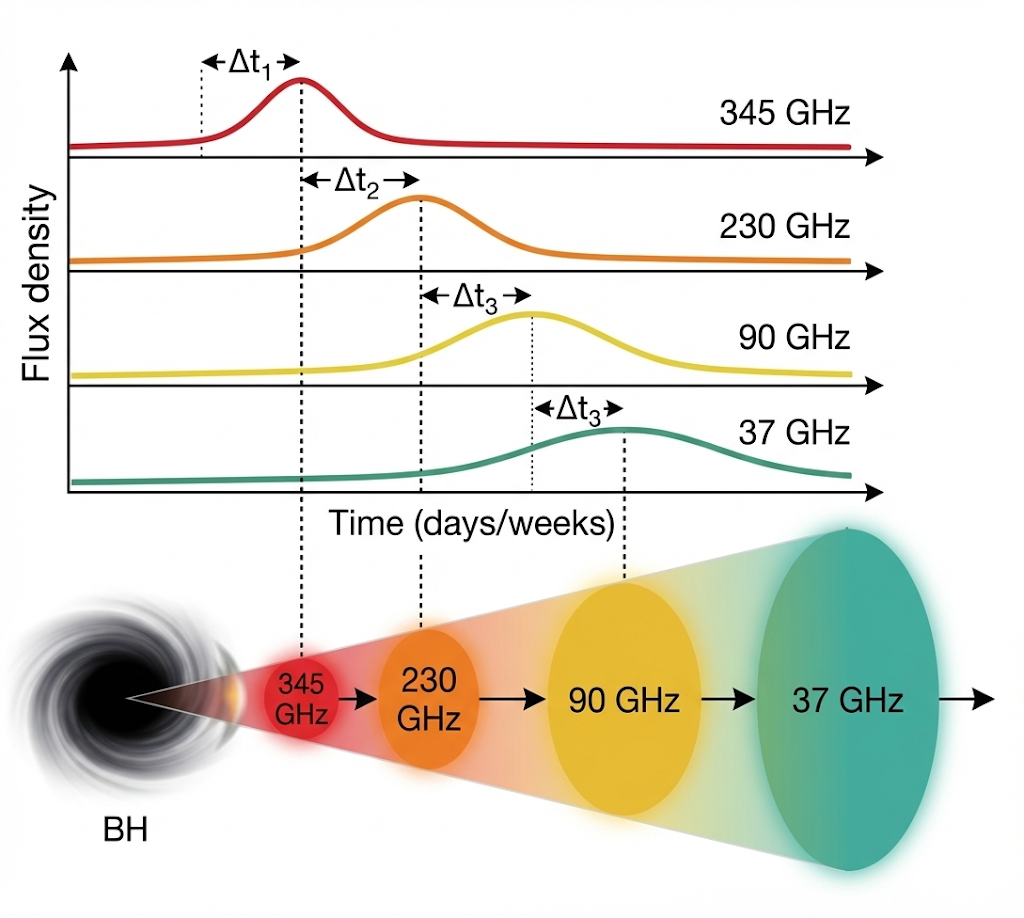 Δt₁
345 GHz
Δt₂
230 GHz
Δt₃
90 GHz
Δt₃
37 GHz
Flux density
Time (days/weeks)
345
GHz
230
GHz
90 GHz
37 GHz
BH